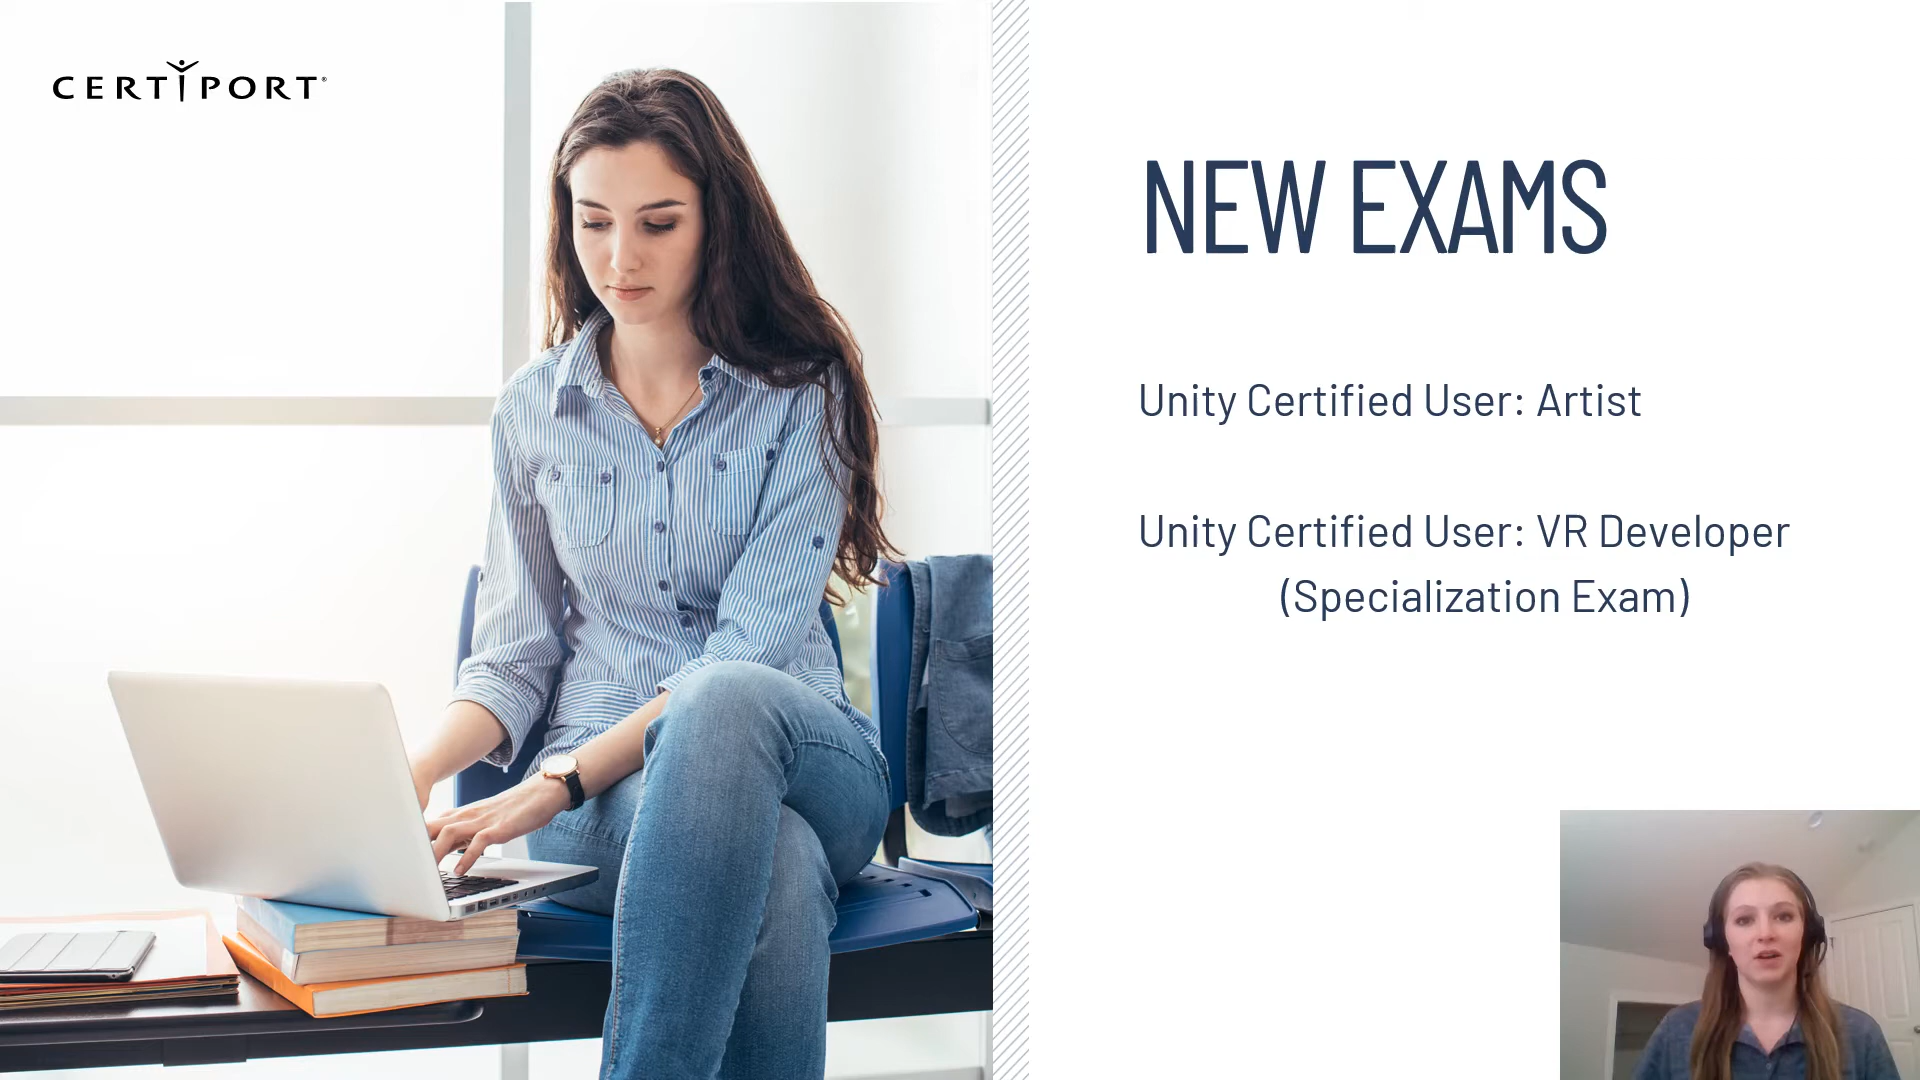 CERTIPORT®
NEW EXAMS
Unity Certified User: Artist
Unity Certified User: VR Developer
(Specialization Exam)